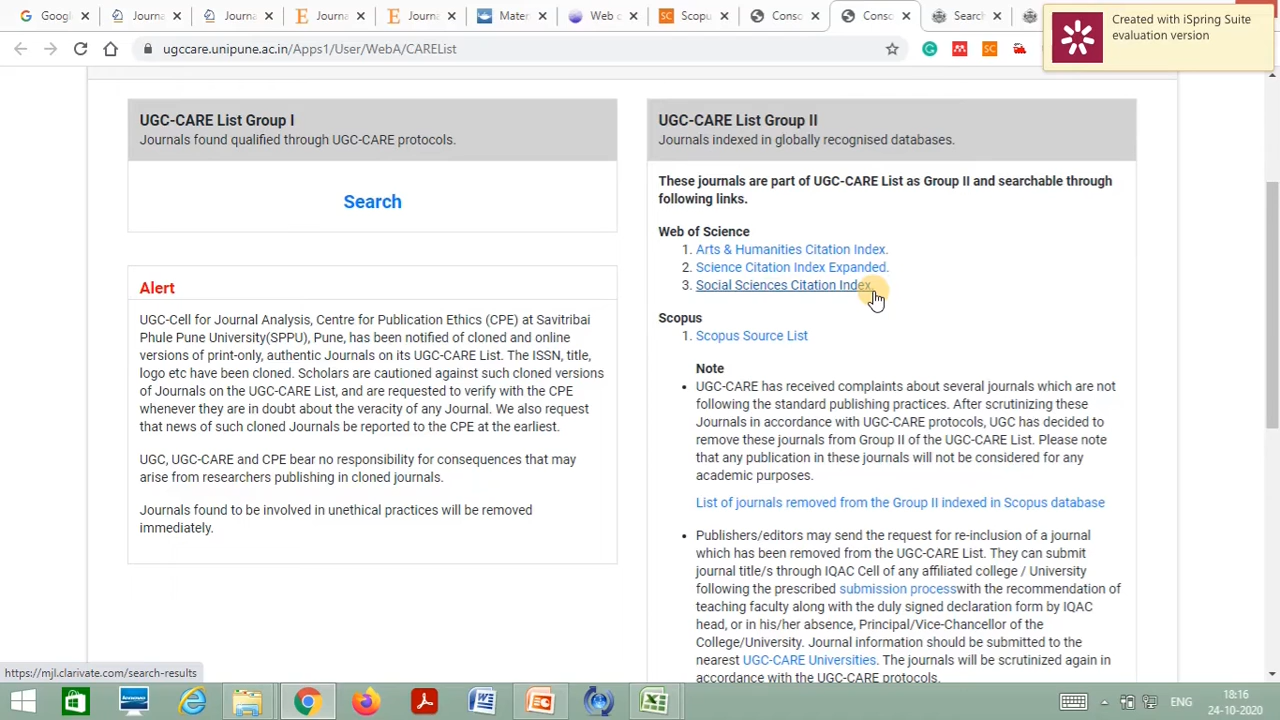 Google
Journa
Journa
Journa
Journa
Mater
Web c
Scopu
Conso
Consc
Search
Created with iSpring Suite
evaluation version
ugccare.unipune.ac.in/Apps1/User/WebA/CAREList
UGC-CARE List Group I
Journals found qualified through UGC-CARE protocols.
Search
Alert
UGC-Cell for Journal Analysis, Centre for Publication Ethics (CPE) at Savitribai
Phule Pune University(SPPU), Pune, has been notified of cloned and online
versions of print-only, authentic Journals on its UGC-CARE List. The ISSN, title,
logo etc have been cloned. Scholars are cautioned against such cloned versions
of Journals on the UGC-CARE List, and are requested to verify with the CPE
whenever they are in doubt about the veracity of any Journal. We also request
that news of such cloned Journals be reported to the CPE at the earliest.
UGC, UGC-CARE and CPE bear no responsibility for consequences that may
arise from researchers publishing in cloned journals.
Journals found to be involved in unethical practices will be removed
immediately.
UGC-CARE List Group II
Journals indexed in globally recognised databases.
These journals are part of UGC-CARE List as Group II and searchable through
following links.
Web of Science
1. Arts & Humanities Citation Index.
2. Science Citation Index Expanded.
3. Social Sciences Citation Index.
Scopus
1. Scopus Source List
Note
• UGC-CARE has received complaints about several journals which are not
following the standard publishing practices. After scrutinizing these
Journals in accordance with UGC-CARE protocols, UGC has decided to
remove these journals from Group II of the UGC-CARE List. Please note
that any publication in these journals will not be considered for any
academic purposes.
List of journals removed from the Group II indexed in Scopus database
• Publishers/editors may send the request for re-inclusion of a journal
which has been removed from the UGC-CARE List. They can submit
journal title/s through IQAC Cell of any affiliated college / University
following the prescribed submission processwith the recommendation of
teaching faculty along with the duly signed declaration form by IQAC
head, or in his/her absence, Principal/Vice-Chancellor of the
College/University. Journal information should be submitted to the
nearest UGC-CARE Universities. The journals will be scrutinized again in
accordance with the UGC-CARE protocols.
https://mjl.clarivate.com/search-results
ENG
18:16
24-10-2020